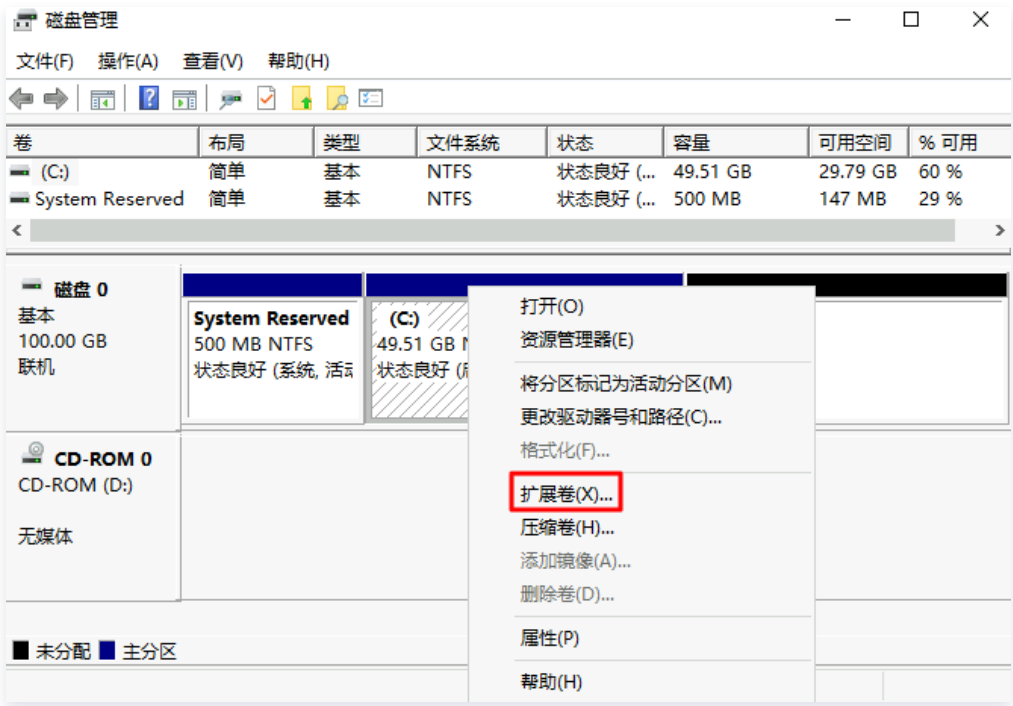 磁盘管理
文件(F) 操作(A) 查看(V) 帮助(H)
卷 布局 类型 文件系统 状态 容量 可用空间 % 可用
(C:) 简单 基本 NTFS 状态良好 (... 49.51 GB 29.79 GB 60 %
System Reserved 简单 基本 NTFS 状态良好 (... 500 MB 147 MB 29 %
磁盘 0
基本
100.00 GB
联机
System Reserved
500 MB NTFS
状态良好 (系统, 活动
(C:)
49.51 GB
状态良好 (
打开(O)
资源管理器(E)
将分区标记为活动分区(M)
更改驱动器号和路径(C)...
格式化(F)...
扩展卷(X)...
压缩卷(H)...
添加镜像(A)...
删除卷(D)...
属性(P)
帮助(H)
CD-ROM 0
CD-ROM (D:)
无媒体
未分配 主分区